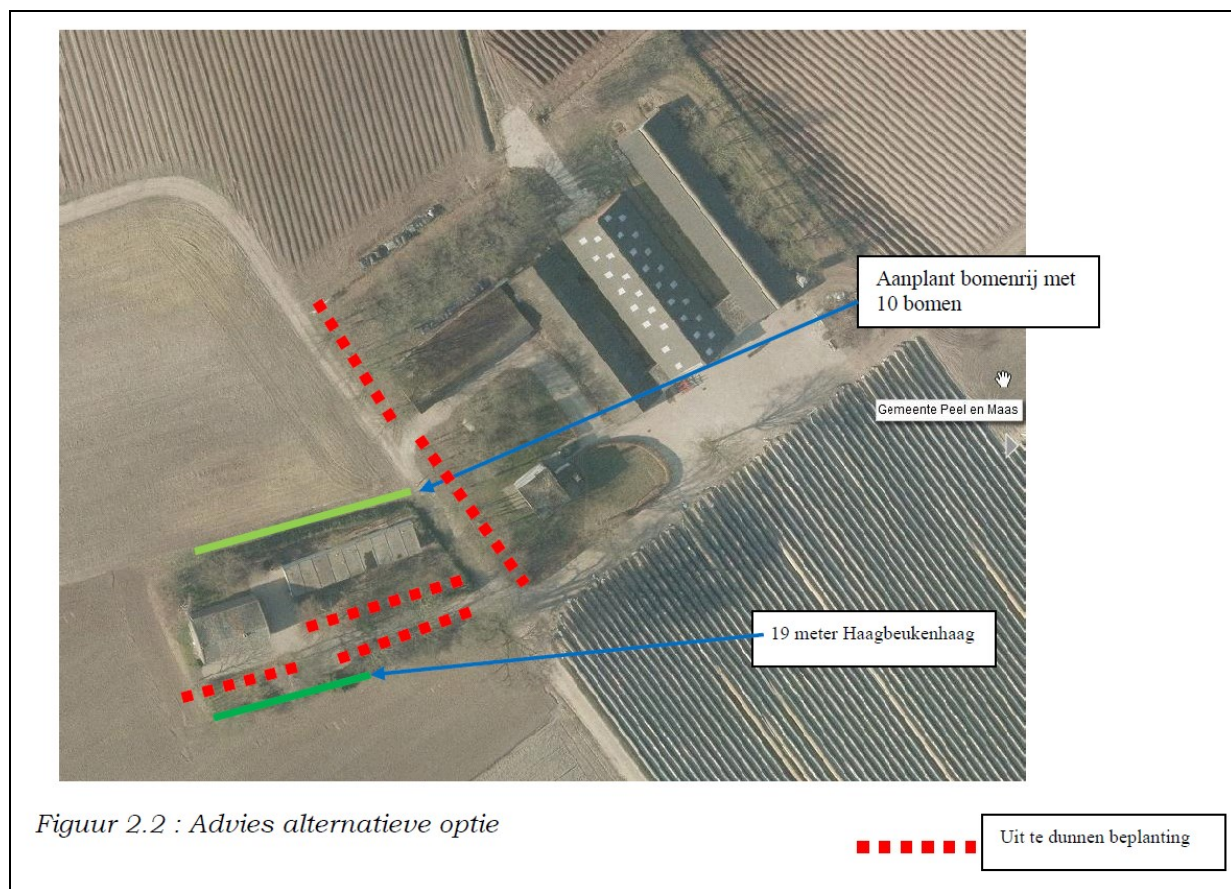 Aanplant bomenrij met
10 bomen
Gemeente Peel en Maas
19 meter Haagbeukenhaag
Figuur 2.2 : Advies alternatieve optie
Uit te dunnen beplanting